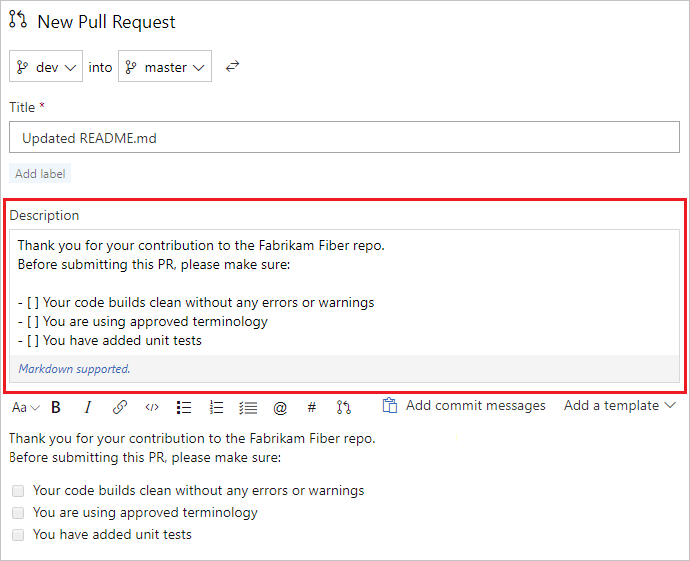 New Pull Request
dev into master
Title *
Updated README.md
Add label
Description
Thank you for your contribution to the Fabrikam Fiber repo.
Before submitting this PR, please make sure:
- [ ] Your code builds clean without any errors or warnings
- [ ] You are using approved terminology
- [ ] You have added unit tests
Markdown supported.
Aa B I </> @ # Add commit messages Add a template
Thank you for your contribution to the Fabrikam Fiber repo.
Before submitting this PR, please make sure:
Your code builds clean without any errors or warnings
You are using approved terminology
You have added unit tests